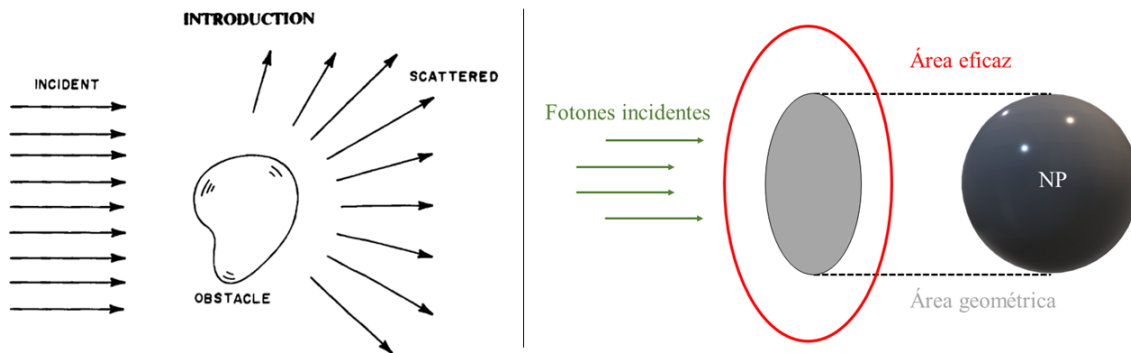 INTRODUCTION
INCIDENT
SCATTERED
OBSTACLE
Área eficaz
Fotones incidentes
NP
Área geométrica